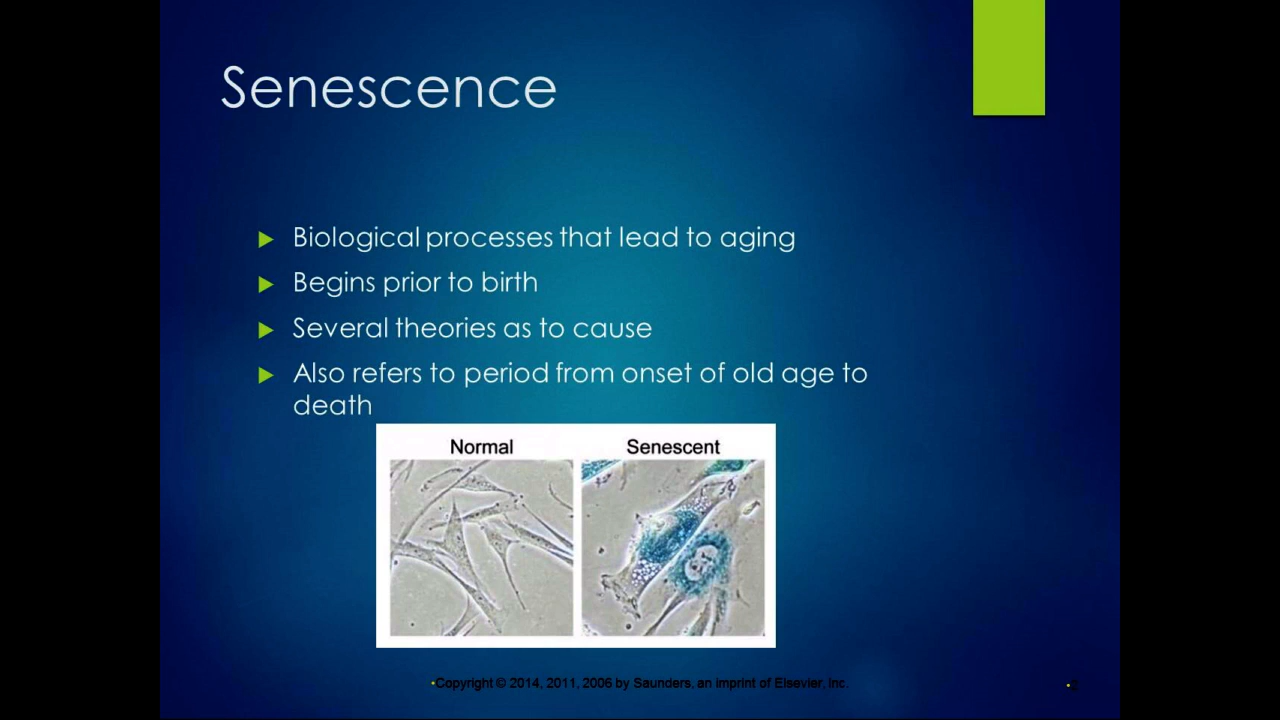 Senescence
Biological processes that lead to aging
Begins prior to birth
Several theories as to cause
Also refers to period from onset of old age to
death
Normal Senescent
•Copyright © 2014, 2011, 2006 by Saunders, an imprint of Elsevier, Inc.